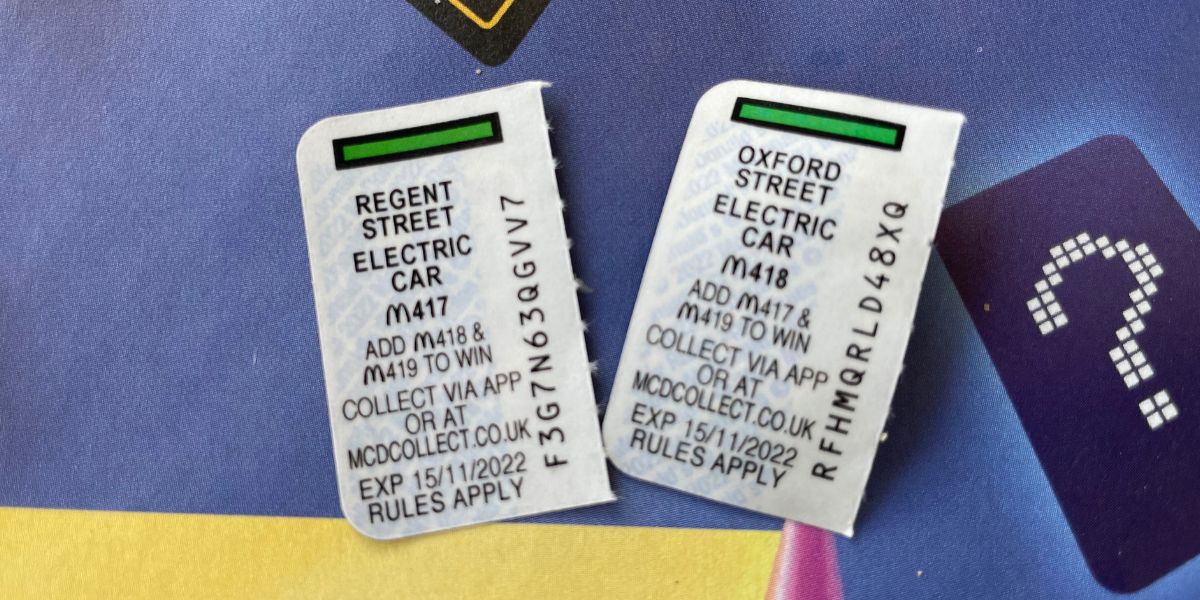 REGENT
STREET
ELECTRIC
CAR
M417
ADD M418 &
M419 TO WIN
COLLECT VIA APP
OR AT
MCDCOLLECT.CO.UK
EXP 15/11/2022
RULES APPLY
F3G7N63QGVV7
OXFORD
STREET
ELECTRIC
CAR
M418
ADD M417 &
M419 TO WIN
COLLECT VIA APP
OR AT
MCDCOLLECT.CO.UK
EXP 15/11/2022
RULES APPLY
RFHMQRLD48XQ
?